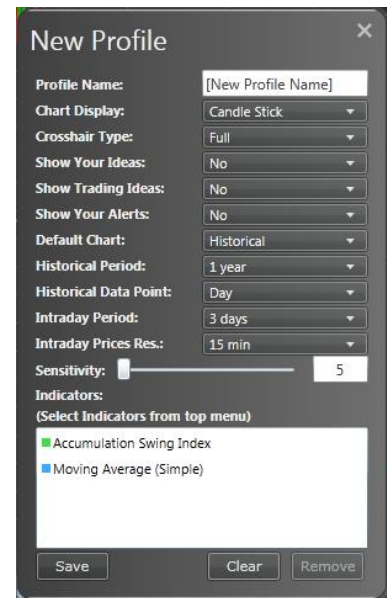 New Profile
Profile Name: [New Profile Name]
Chart Display: Candle Stick
Crosshair Type: Full
Show Your Ideas: No
Show Trading Ideas: No
Show Your Alerts: No
Default Chart: Historical
Historical Period: 1 year
Historical Data Point: Day
Intraday Period: 3 days
Intraday Prices Res.: 15 min
Sensitivity: 5
Indicators:
(Select Indicators from top menu)
Accumulation Swing Index
Moving Average (Simple)
Save Clear Remove